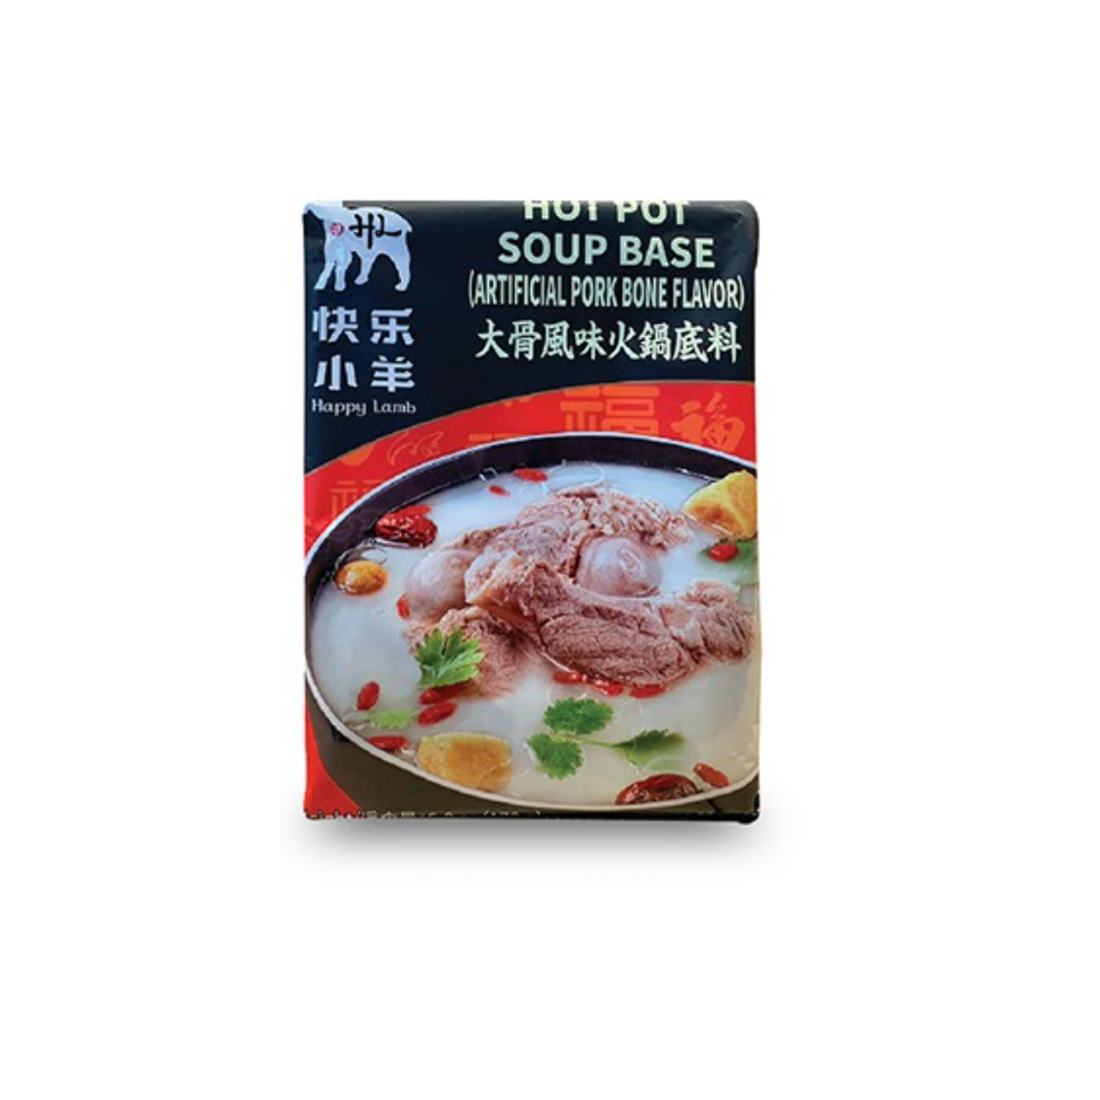 HL
快乐
小羊
Happy Lamb
HOT POT
SOUP BASE
(ARTIFICIAL PORK BONE FLAVOR)
大骨風味火鍋底料
福
福